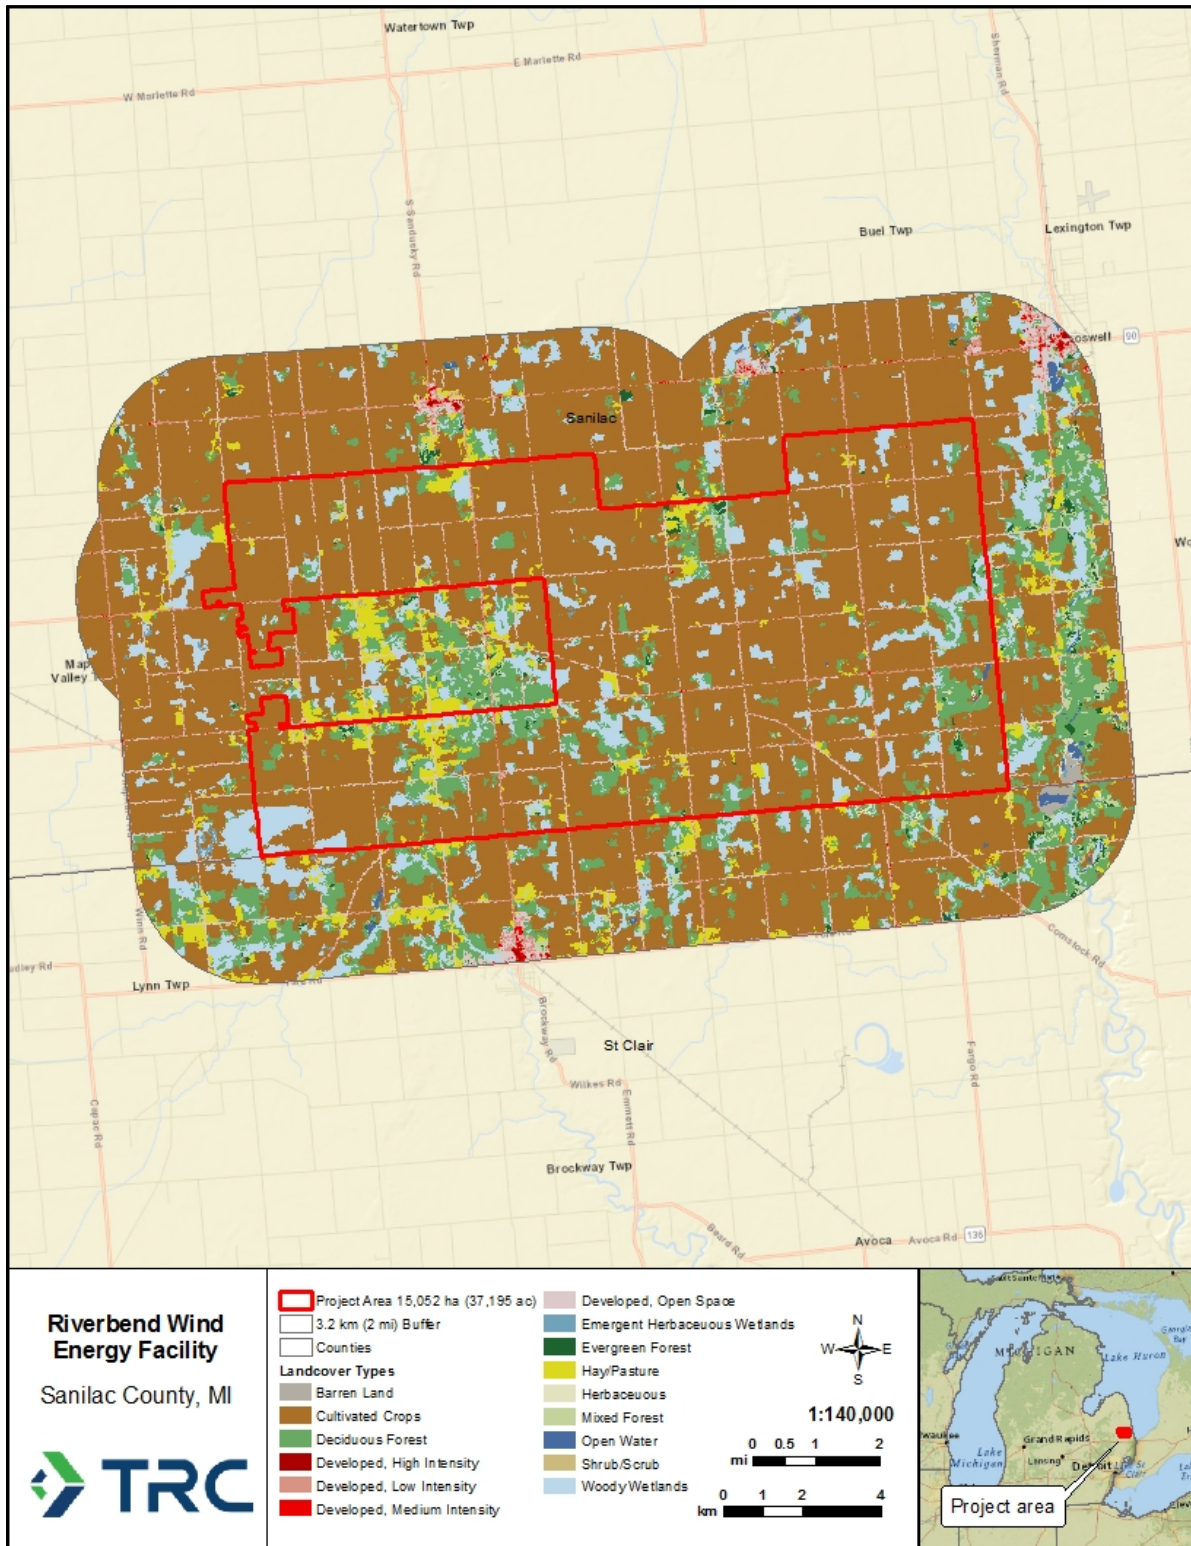 Watertown Twp
E Marlette Rd
W Marlette Rd
Sherman Rd
S Sandusky Rd
Buel Twp
Lexington Twp
90
Sanilac
Valley
Winn Rd
Lynn Twp
Comstock Rd
Brockway Rd
St Clair
Wilkes Rd
Emmett Rd
Fargo Rd
Capac Rd
Brockway Twp
Beard Rd
Avoca
Avoca Rd
136
Riverbend Wind
Energy Facility
Sanilac County, MI
TRC
Project Area 15,052 ha (37,195 ac)
3.2 km (2 mi) Buffer
Counties
Landcover Types
Barren Land
Cultivated Crops
Deciduous Forest
Developed, High Intensity
Developed, Low Intensity
Developed, Medium Intensity
Developed, Open Space
Emergent Herbaceuous Wetlands
Evergreen Forest
Hay/Pasture
Herbaceuous
Mixed Forest
Open Water
Shrub/Scrub
Woody Wetlands
N
W E
S
1:140,000
0 0.5 1 2
mi
0 1 2 4
km
MICHIGAN
Lake Huron
Grand Rapids
Lansing
Lake
Michigan
Detroit
Project area